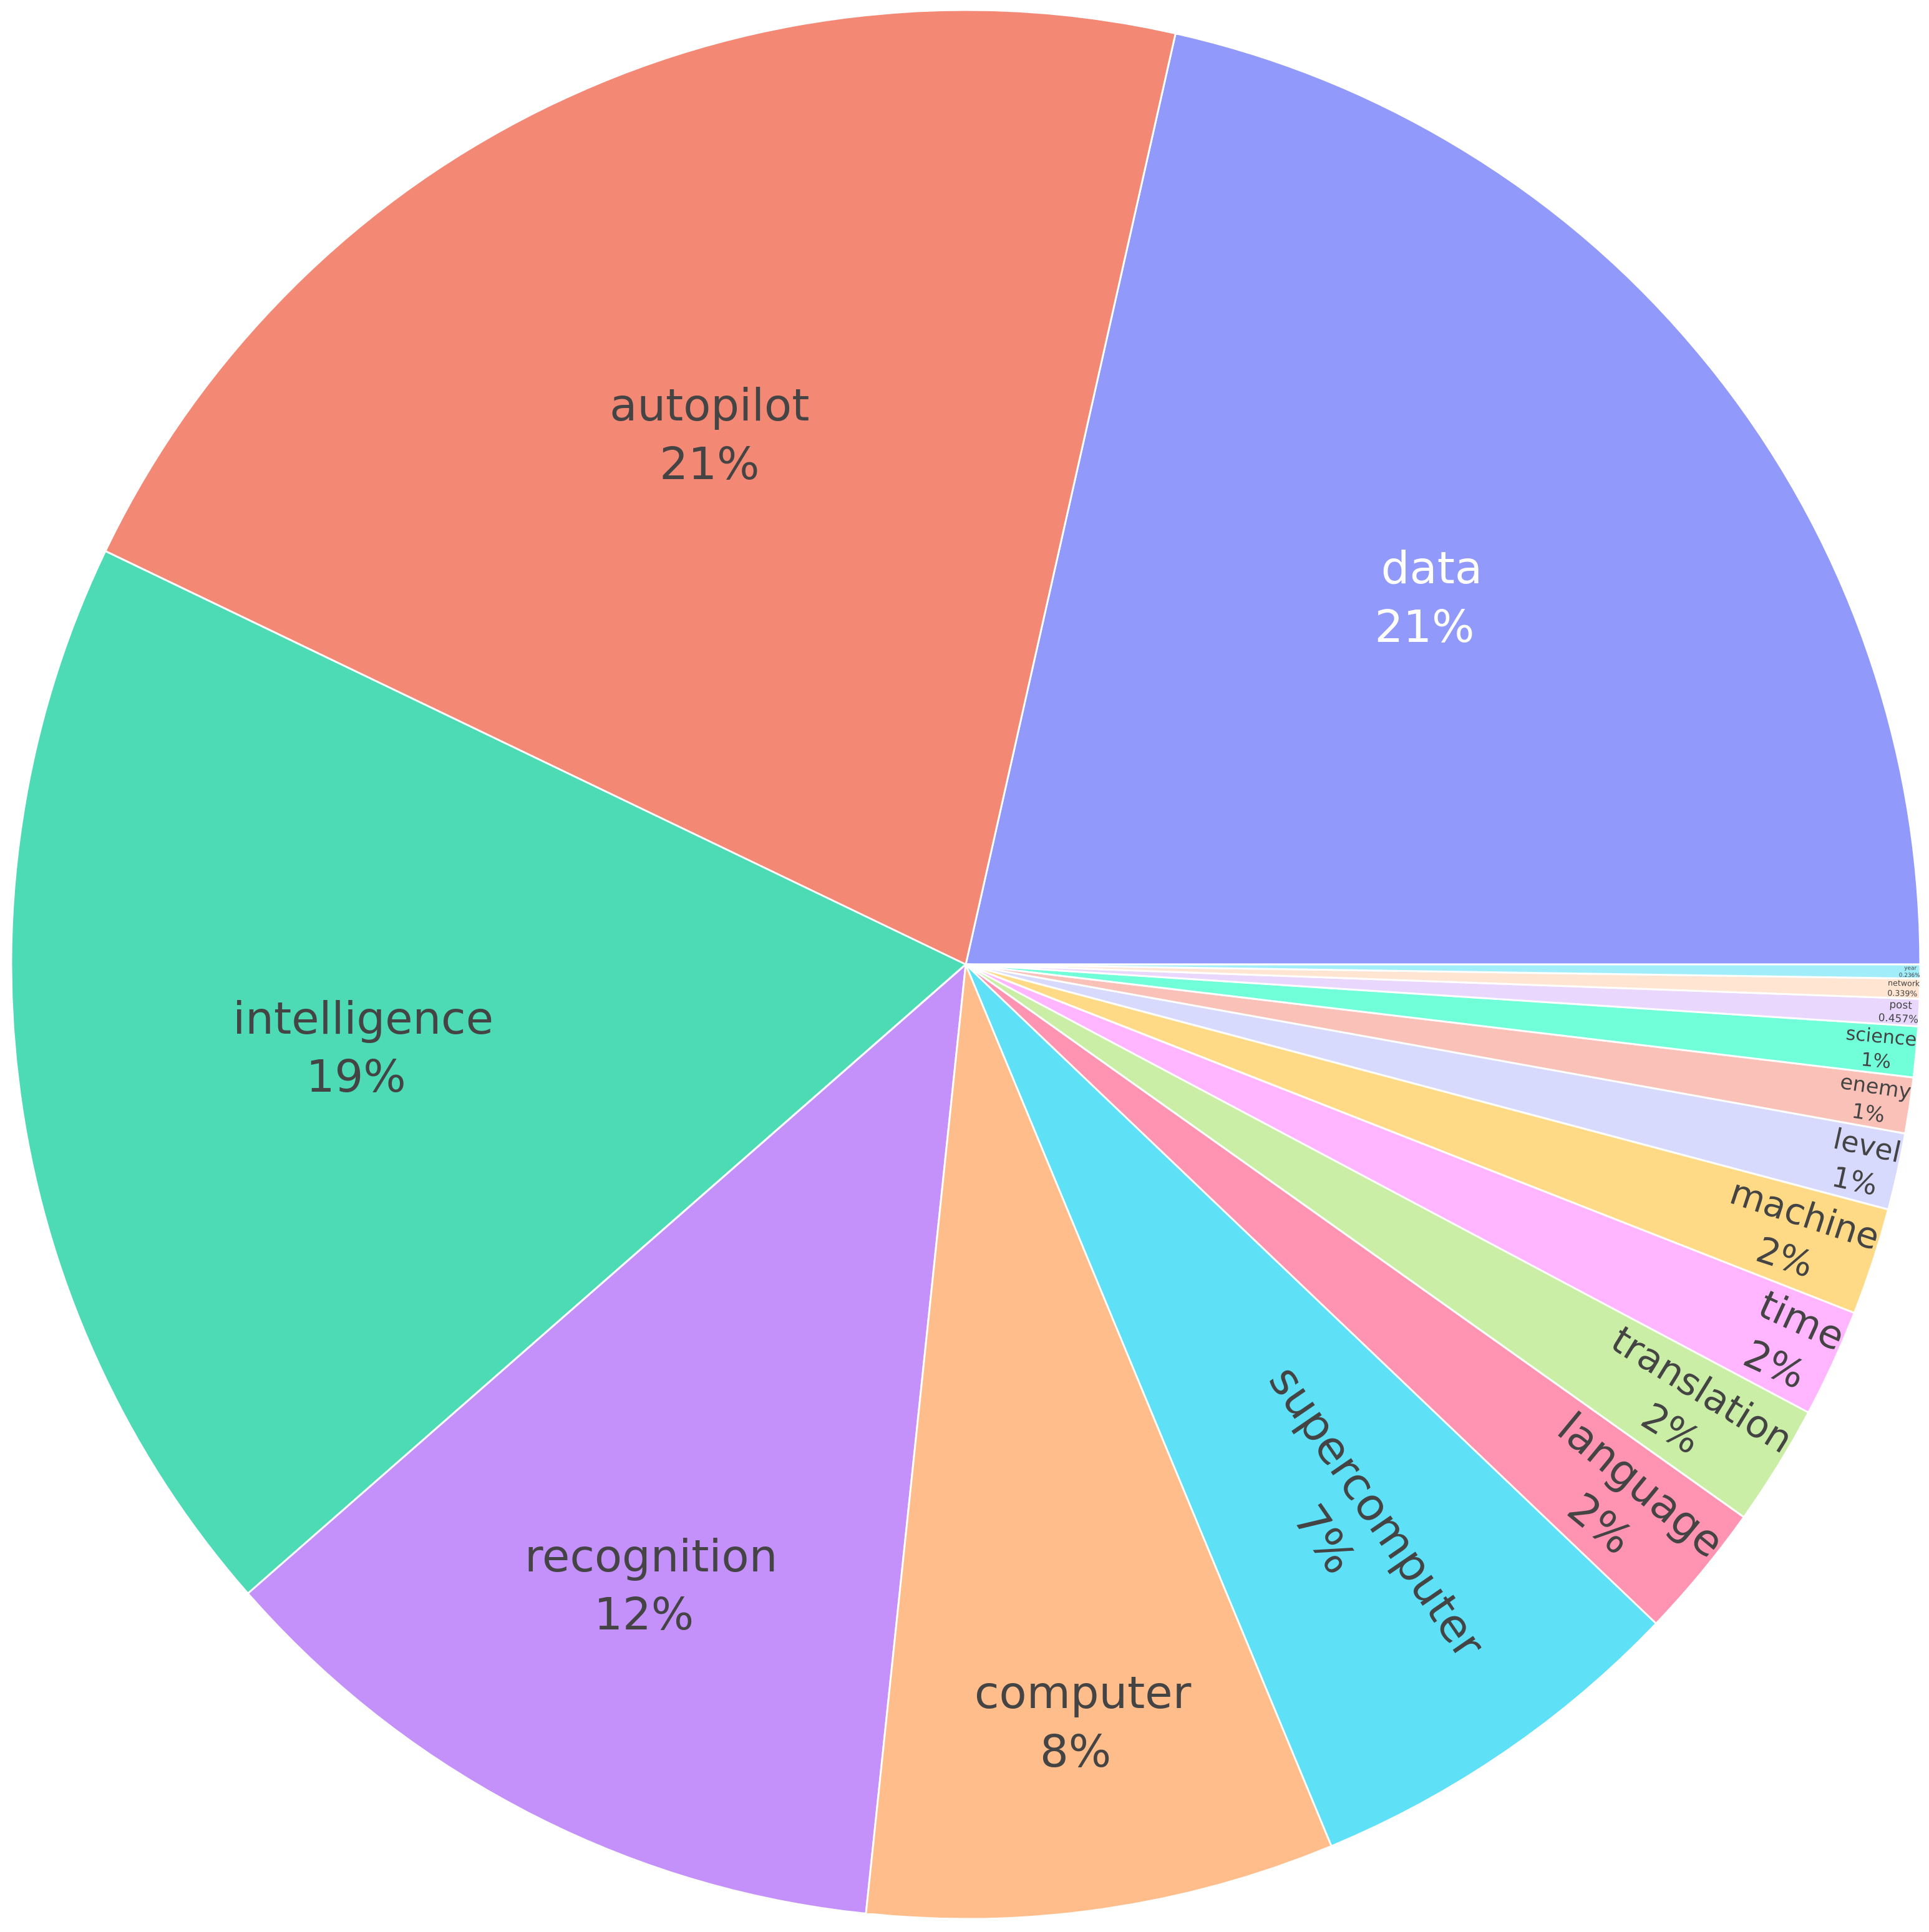 autopilot
21%
data
21%
intelligence
19%
recognition
12%
computer
8%
supercomputer
7%
language
2%
translation
2%
time
2%
machine
2%
level
1%
enemy
1%
science
1%
post
0.457%
network
0.339%
year
0.236%